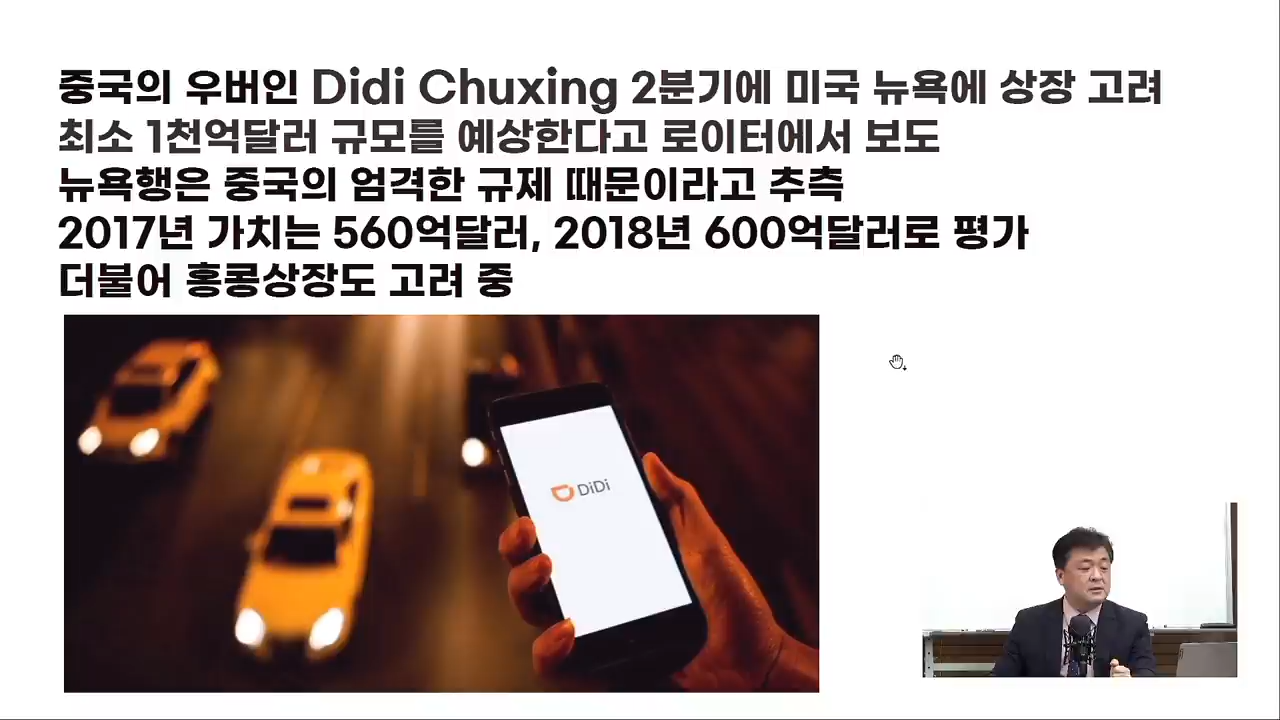 중국의 우버인 Didi Chuxing 2분기에 미국 뉴욕에 상장 고려
최소 1천억달러 규모를 예상한다고 로이터에서 보도
뉴욕행은 중국의 엄격한 규제 때문이라고 추측
2017년 가치는 560억달러, 2018년 600억달러로 평가
더불어 홍콩상장도 고려 중
DiDi